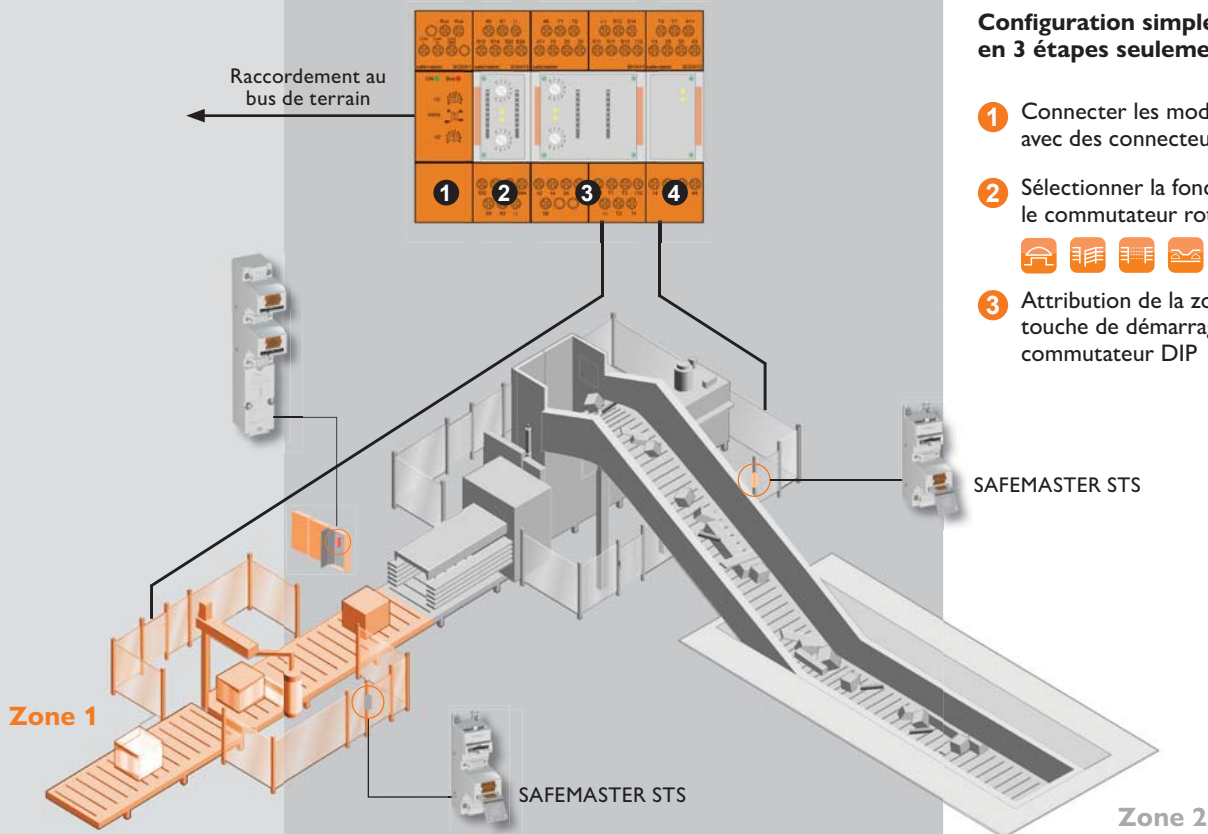 Raccordement au
bus de terrain
1
2
3
4
Configuration simple
en 3 étapes seuleme
1 Connecter les mod
avec des connecteu
2 Sélectionner la fonc
le commutateur rot
3 Attribution de la zo
touche de démarrag
commutateur DIP
SAFEMASTER STS
Zone 1
SAFEMASTER STS
Zone 2